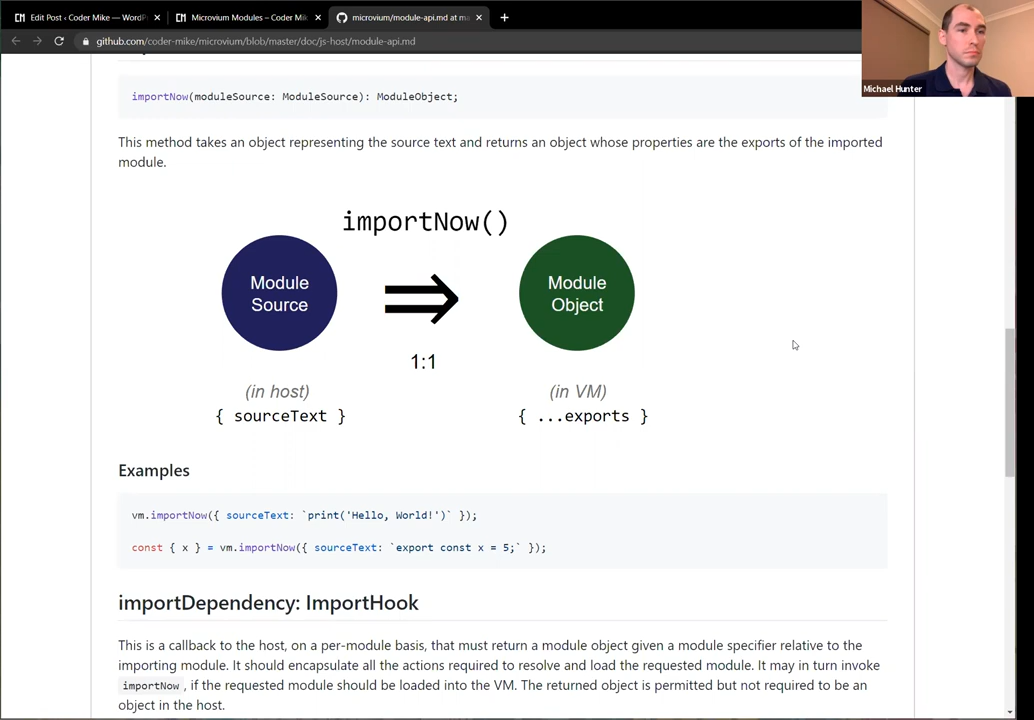 Edit Post ‹ Coder Mike — WordP
Microvium Modules – Coder Mike
microvium/module-api.md at ma
github.com/coder-mike/microvium/blob/master/doc/js-host/module-api.md
Michael Hunter
importNow(moduleSource: ModuleSource): ModuleObject;
This method takes an object representing the source text and returns an object whose properties are the exports of the imported
module.
importNow()
Module
Source
Module
Object
1:1
(in host)
(in VM)
{ sourceText }
{ ...exports }
Examples
vm.importNow({ sourceText: `print('Hello, World!')` });
const { x } = vm.importNow({ sourceText: `export const x = 5;` });
importDependency: ImportHook
This is a callback to the host, on a per-module basis, that must return a module object given a module specifier relative to the
importing module. It should encapsulate all the actions required to resolve and load the requested module. It may in turn invoke
importNow , if the requested module should be loaded into the VM. The returned object is permitted but not required to be an
object in the host.